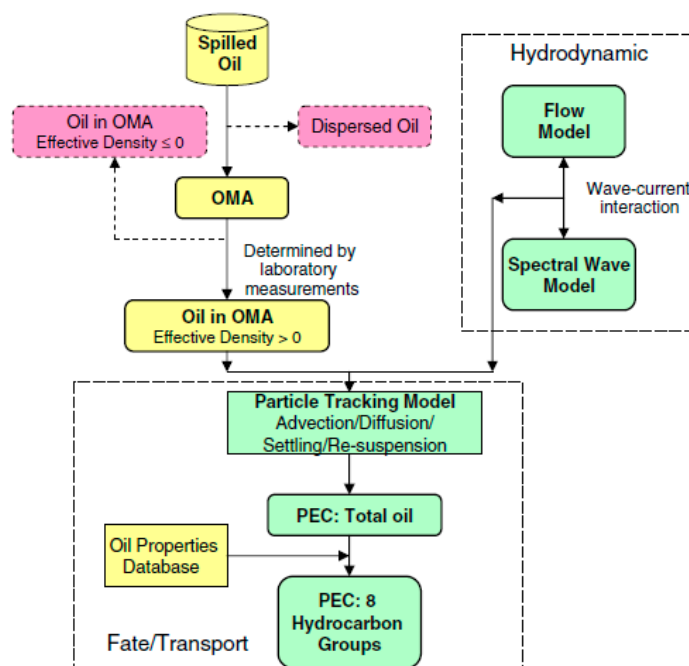 Spilled
Oil
Hydrodynamic
Oil in OMA
Effective Density ≤ 0
Dispersed Oil
Flow
Model
OMA
Wave-current
interaction
Determined by
laboratory
measurements
Spectral Wave
Model
Oil in OMA
Effective Density > 0
Particle Tracking Model
Advection/Diffusion/
Settling/Re-suspension
PEC: Total oil
Oil Properties
Database
PEC: 8
Hydrocarbon
Groups
Fate/Transport